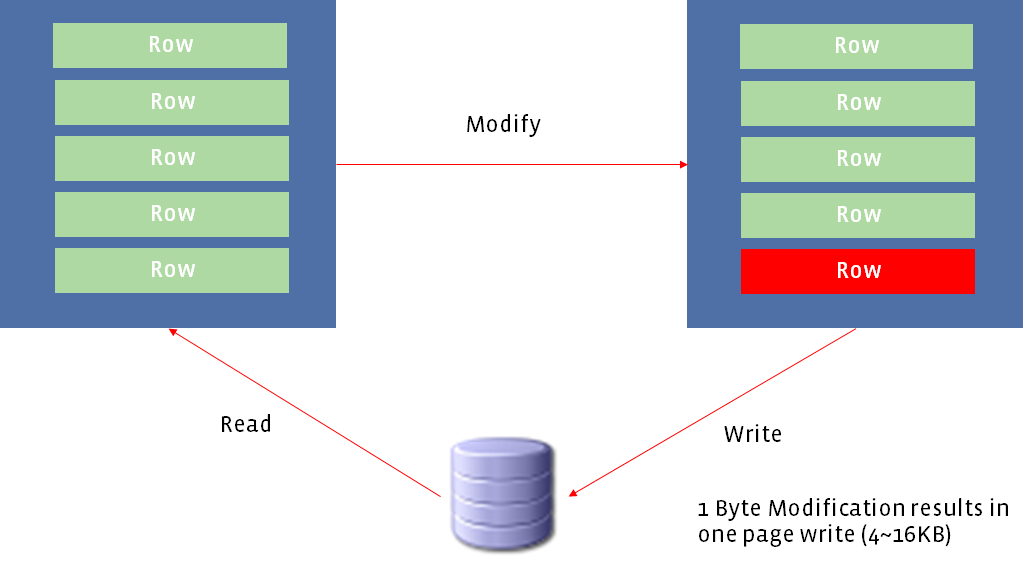 Row
Row
Row
Row
Row
Modify
Row
Row
Row
Row
Row
Read
Write
1 Byte Modification results in
one page write (4~16KB)